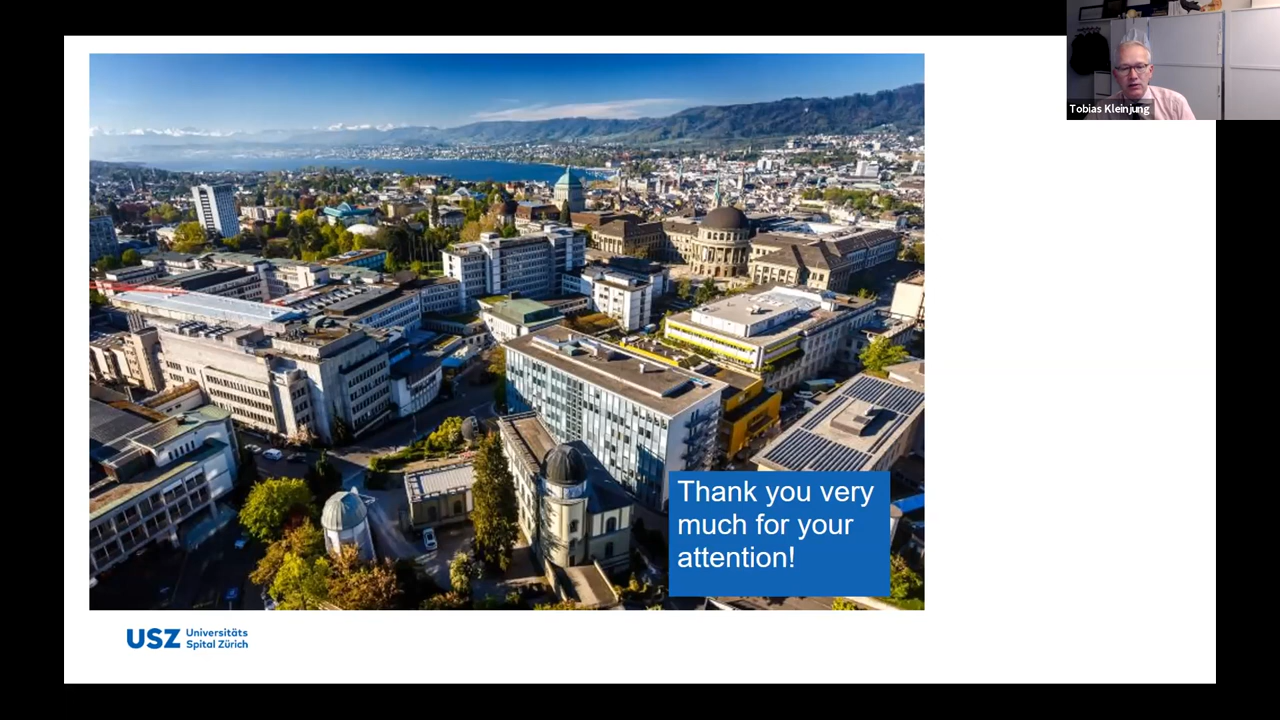 Tobias Kleinjung
Thank you very
much for your
attention!
USZ Universitäts
Spital Zürich